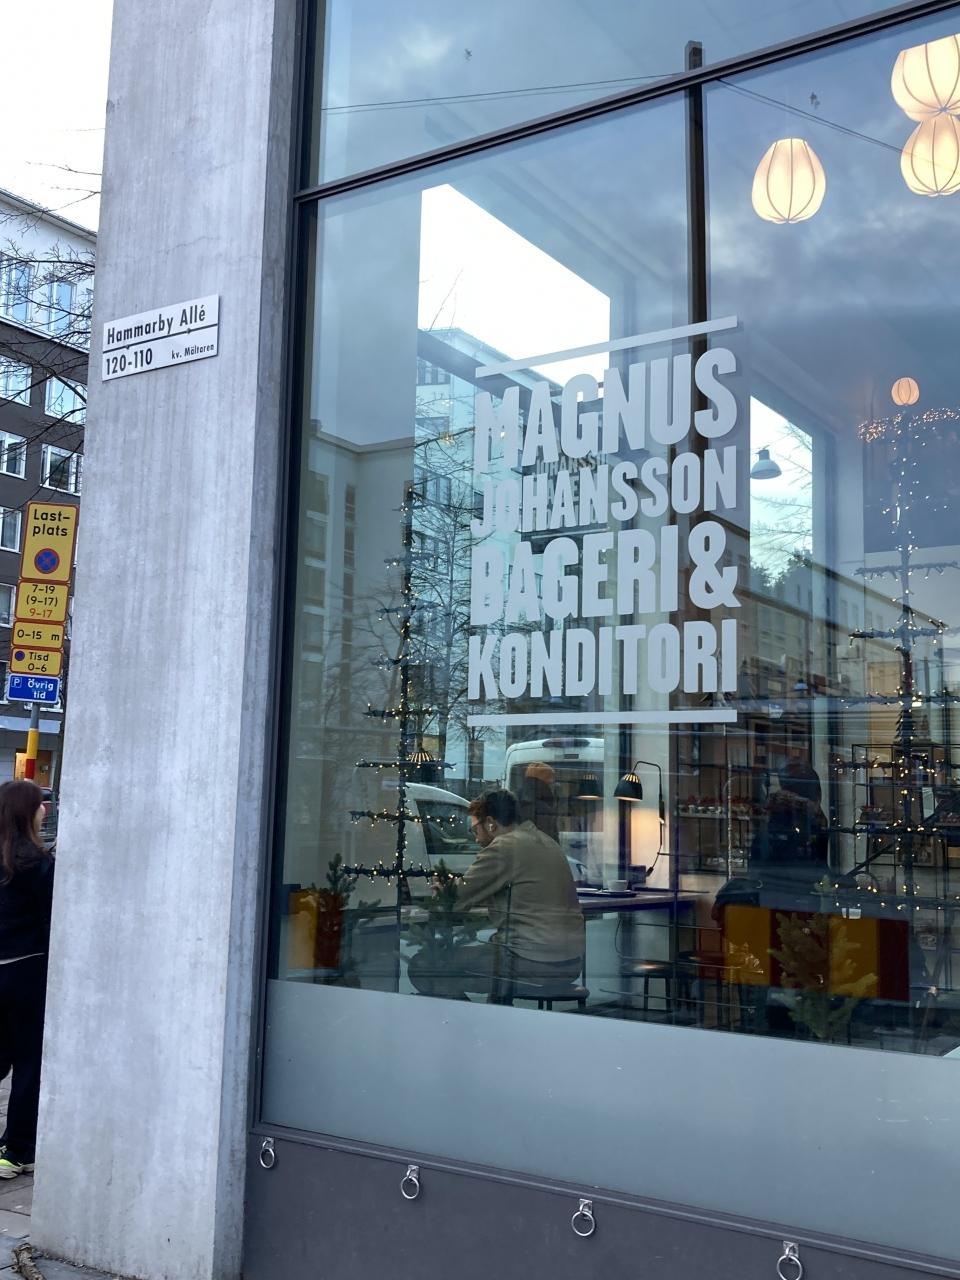 Hammarby Allé
120-110 kv. Mältaren
Last-
plats
7-19
(9-17)
9-17
0-15 m
Tisd
0-6
P Övrig
tid
MAGNUS
JOHANSSON
BAGERI &
KONDITORI
JOHANSSON